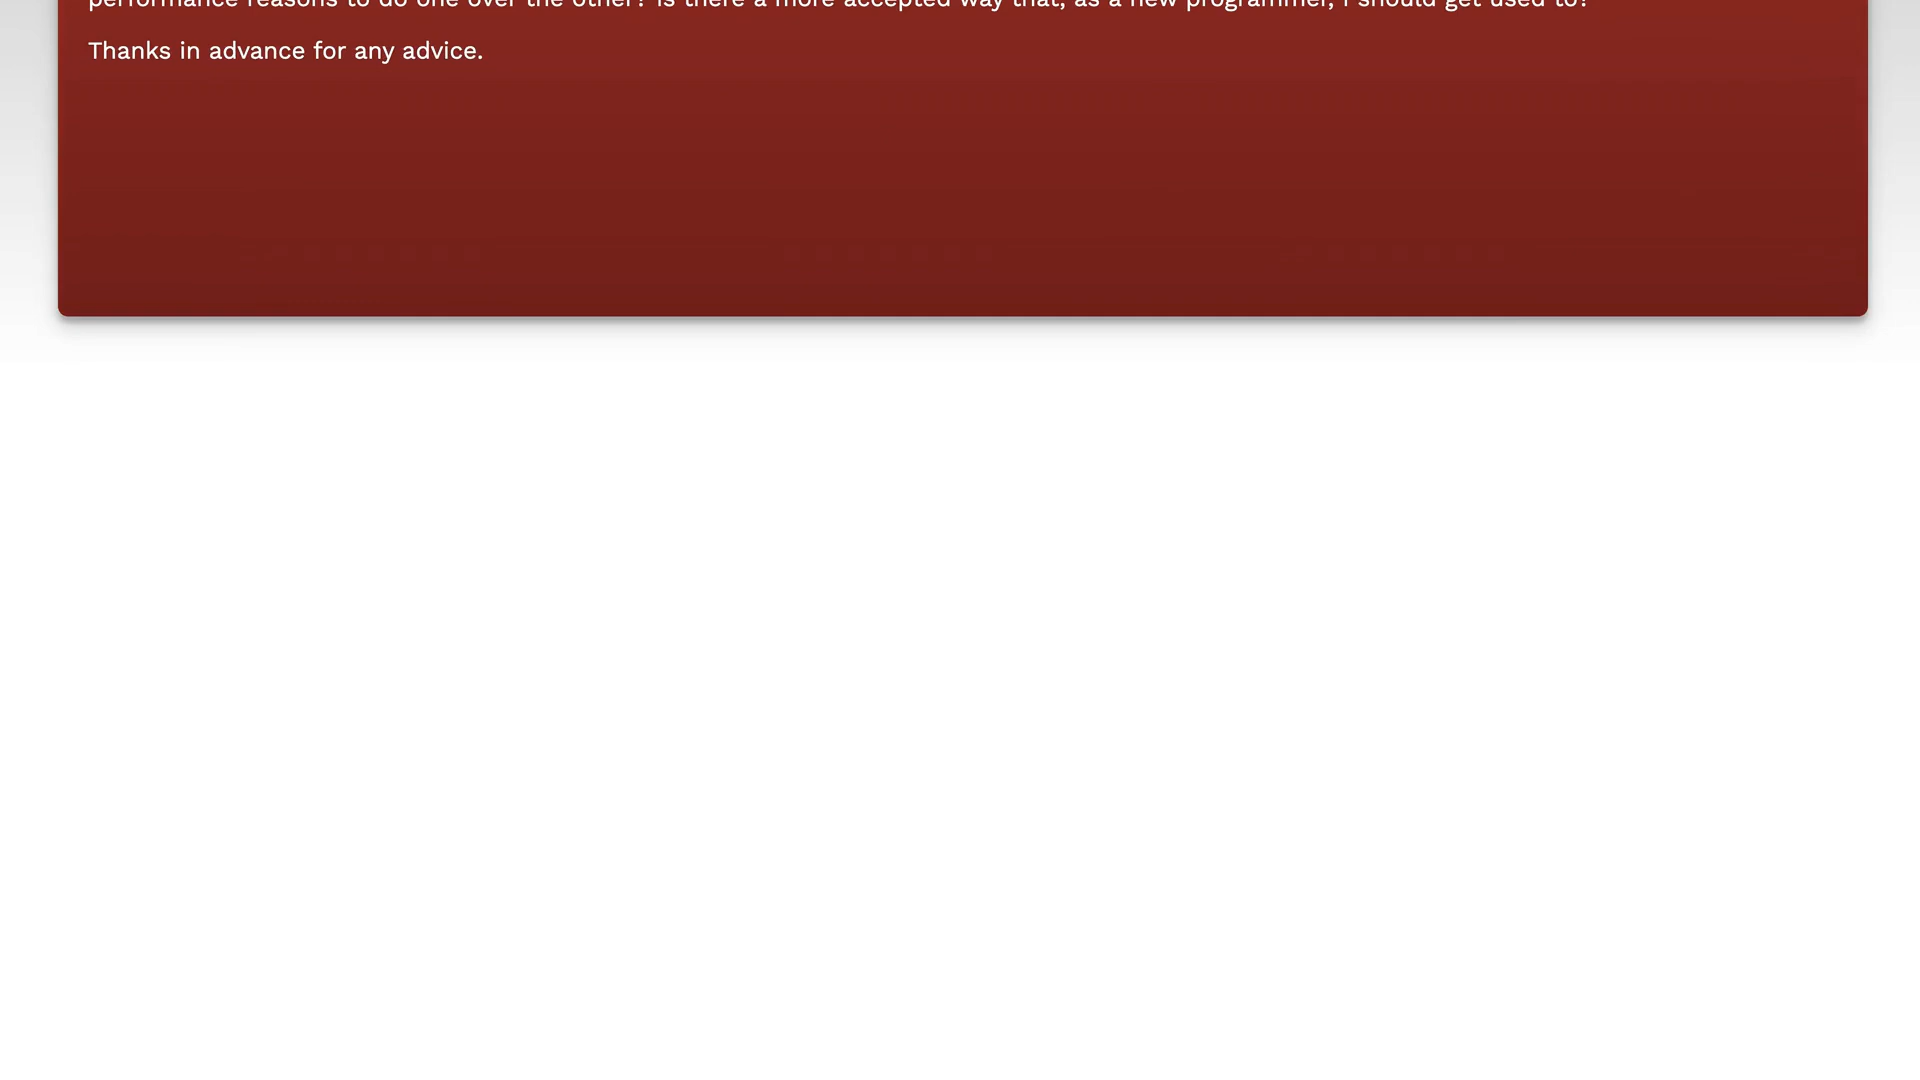 performance reasons to do one over the other? Is there a more accepted way that, as a new programmer, I should get used to?
Thanks in advance for any advice.